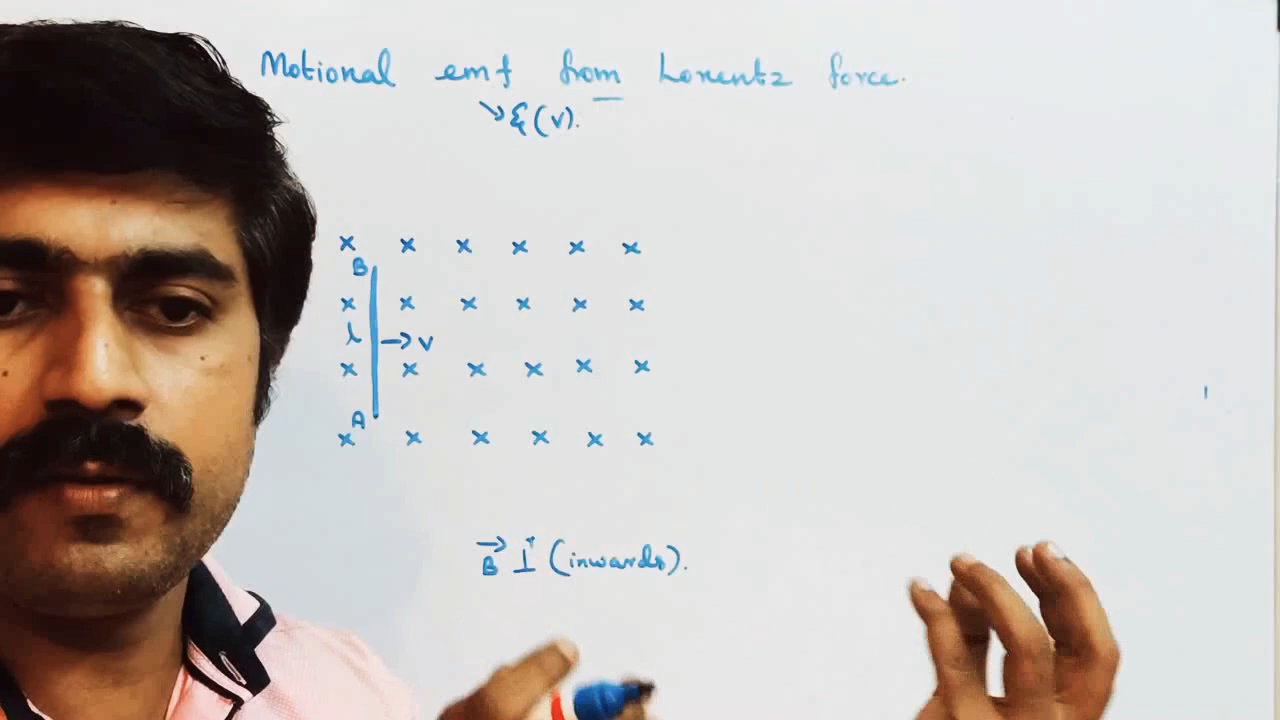 Motional emf from Lorentz force.
↘ ξ(v).
x x x x x x
B
x x x x x x
l → v
x x x x x x
A
x x x x x x
B⃗ ⊥r (inwards).